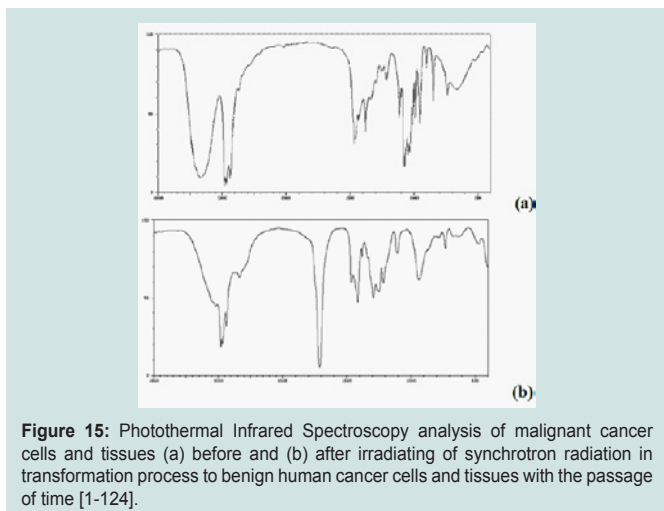 (a)
(b)
Figure 15: Photothermal Infrared Spectroscopy analysis of malignant cancer
cells and tissues (a) before and (b) after irradiating of synchrotron radiation in
transformation process to benign human cancer cells and tissues with the passage
of time [1-124].